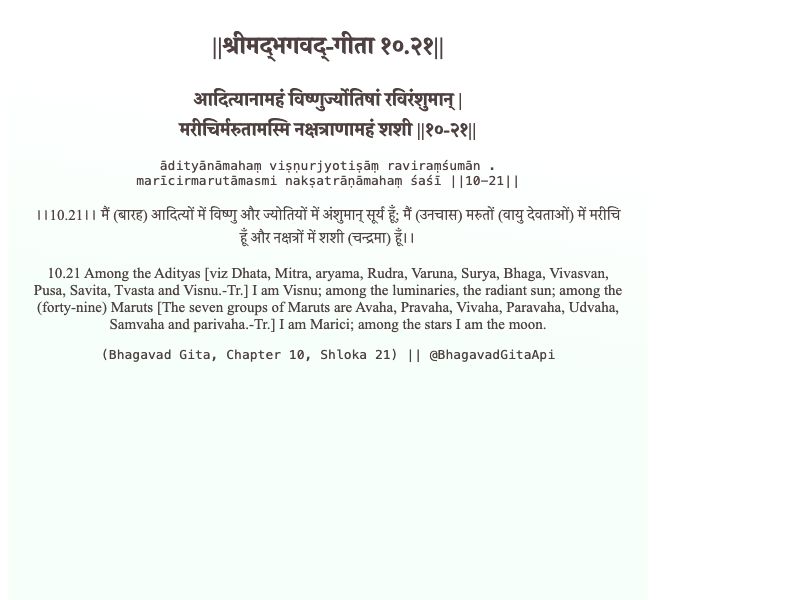 ||श्रीमद्‍भगवद्-गीता १०.२१||
आदित्यानामहं विष्णुर्ज्योतिषां रविरंशुमान् |
मरीचिर्मरुतामस्मि नक्षत्राणामहं शशी ||१०-२१||
ādityānāmahaṃ viṣṇurjyotiṣāṃ raviraṃśumān .
marīcirmarutāmasmi nakṣatrāṇāmahaṃ śaśī ||10-21||
।।10.21।। मैं (बारह) आदित्यों में विष्णु और ज्योतियों में अंशुमान् सूर्य हूँ; मैं (उनचास) मरुतों (वायु देवताओं) में मरीचि
हूँ और नक्षत्रों में शशी (चन्द्रमा) हूँ।।
10.21 Among the Adityas [viz Dhata, Mitra, aryama, Rudra, Varuna, Surya, Bhaga, Vivasvan,
Pusa, Savita, Tvasta and Visnu.-Tr.] I am Visnu; among the luminaries, the radiant sun; among the
(forty-nine) Maruts [The seven groups of Maruts are Avaha, Pravaha, Vivaha, Paravaha, Udvaha,
Samvaha and parivaha.-Tr.] I am Marici; among the stars I am the moon.
(Bhagavad Gita, Chapter 10, Shloka 21) || @BhagavadGitaApi